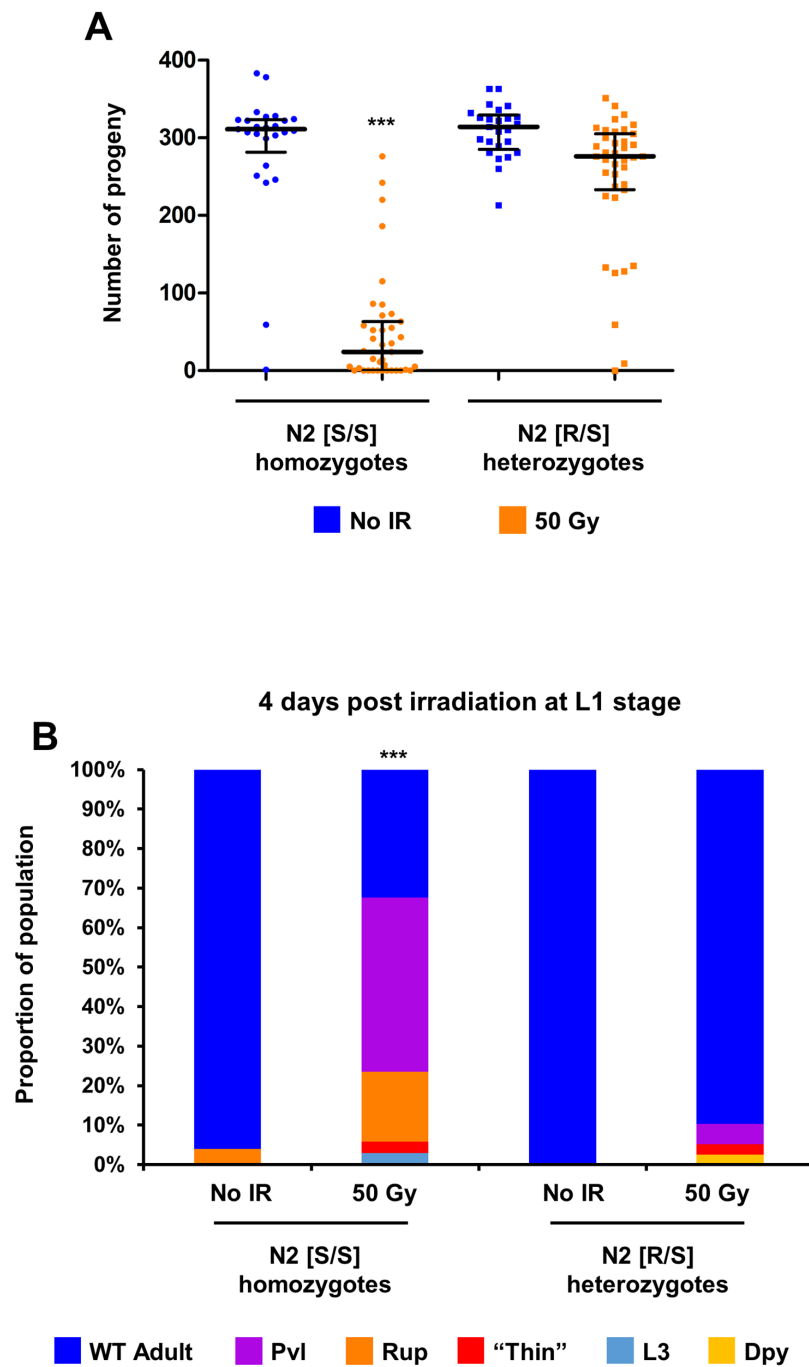 A
Number of progeny
400
300
200
100
0
***
N2 [S/S]
homozygotes
N2 [R/S]
heterozygotes
No IR
50 Gy
4 days post irradiation at L1 stage
B
***
Proportion of population
100%
90%
80%
70%
60%
50%
40%
30%
20%
10%
0%
No IR
50 Gy
No IR
50 Gy
N2 [S/S]
homozygotes
N2 [R/S]
heterozygotes
WT Adult
Pvl
Rup
“Thin”
L3
Dpy